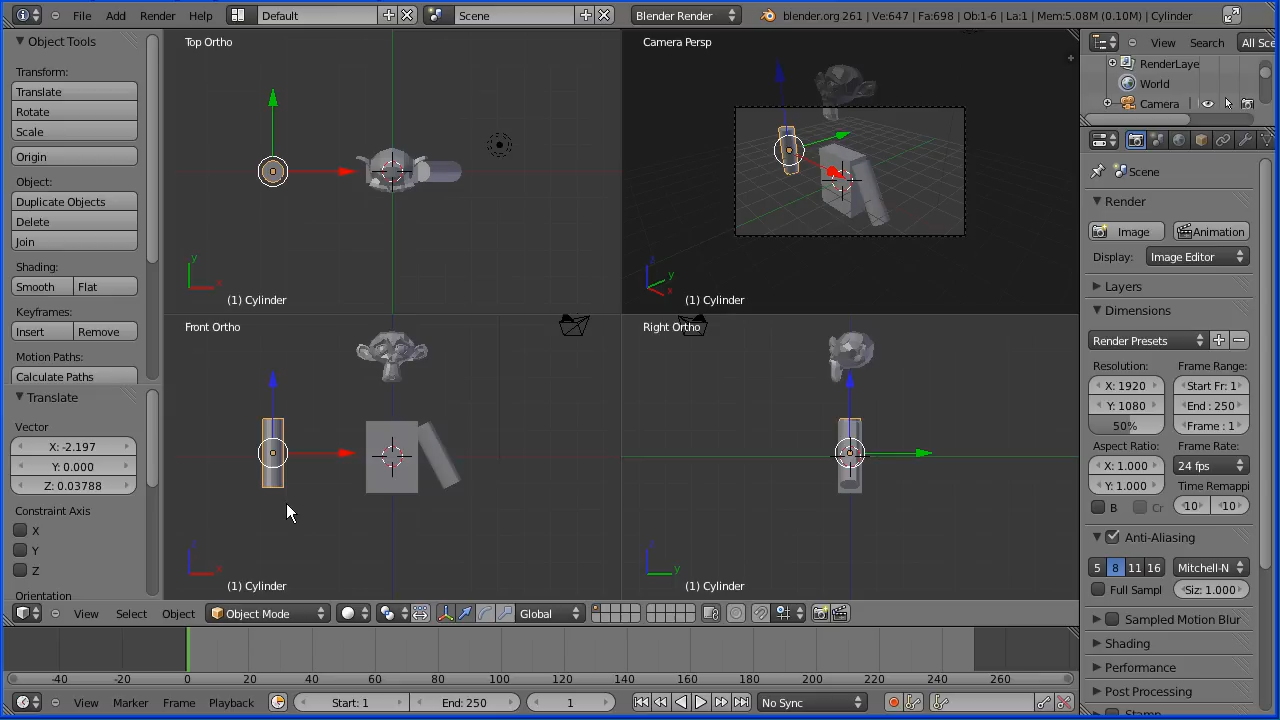 File Add Render Help Default Scene Blender Render blender.org 261 | Ve:647 | Fa:698 | Ob:1-6 | La:1 | Mem:5.08M (0.10M) | Cylinder
Object Tools
Transform:
Translate
Rotate
Scale
Origin
Object:
Duplicate Objects
Delete
Join
Shading:
Smooth Flat
Keyframes:
Insert Remove
Motion Paths:
Calculate Paths
Translate
Vector
X: -2.197
Y: 0.000
Z: 0.03788
Constraint Axis
X
Y
Z
Orientation
Top Ortho
y
x
(1) Cylinder
Camera Persp
z
y
x
(1) Cylinder
Front Ortho
z
x
(1) Cylinder
Right Ortho
z
y
(1) Cylinder
View Select Object Object Mode Global
-40 -20 0 20 40 60 80 100 120 140 160 180 200 220 240 260
View Marker Frame Playback Start: 1 End: 250 1 No Sync
View Search All Sce
RenderLaye
World
Camera
Scene
Render
Image Animation
Display: Image Editor
Layers
Dimensions
Render Presets
Resolution: Frame Range:
X: 1920 Start Fr: 1
Y: 1080 End : 250
50% Frame : 1
Aspect Ratio: Frame Rate:
X: 1.000 24 fps
Y: 1.000 Time Remappi
B Cr 10 10
Anti-Aliasing
5 8 11 16 Mitchell-N
Full Sampl Siz: 1.000
Sampled Motion Blur
Shading
Performance
Post Processing
Stamp